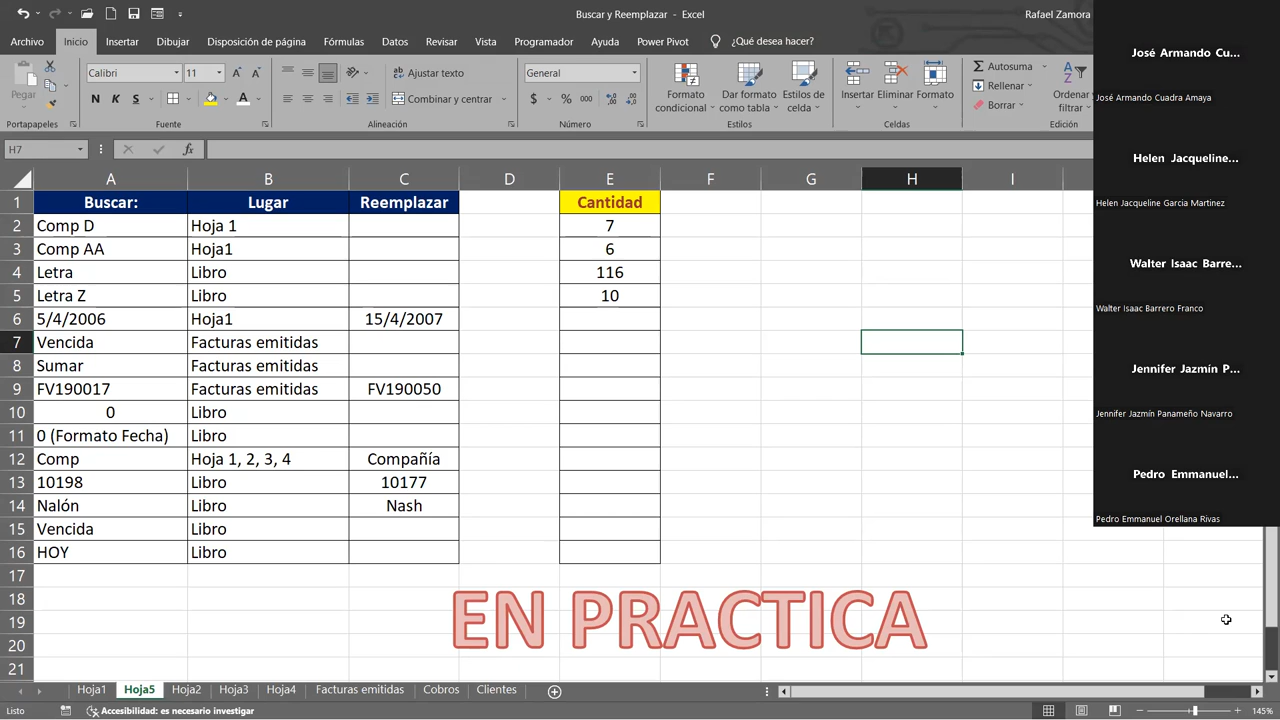 Buscar y Reemplazar - Excel
Rafael Zamora
Archivo Inicio Insertar Dibujar Disposición de página Fórmulas Datos Revisar Vista Programador Ayuda Power Pivot ¿Qué desea hacer?
Pegar
Portapapeles
Calibri 11
N K S
Fuente
Ajustar texto
Combinar y centrar
Alineación
General
$ % 000
Número
Formato condicional
Dar formato como tabla
Estilos de celda
Estilos
Insertar Eliminar Formato
Celdas
Autosuma
Rellenar
Borrar
Ordenar
filtrar
Edición
H7
fx
A B C D E F G H I
1 Buscar: Lugar Reemplazar Cantidad
2 Comp D Hoja 1 7
3 Comp AA Hoja1 6
4 Letra Libro 116
5 Letra Z Libro 10
6 5/4/2006 Hoja1 15/4/2007
7 Vencida Facturas emitidas
8 Sumar Facturas emitidas
9 FV190017 Facturas emitidas FV190050
10 0 Libro
11 0 (Formato Fecha) Libro
12 Comp Hoja 1, 2, 3, 4 Compañía
13 10198 Libro 10177
14 Nalón Libro Nash
15 Vencida Libro
16 HOY Libro
17
18
19
20
21
EN PRACTICA
José Armando Cu...
José Armando Cuadra Amaya
Helen Jacqueline...
Helen Jacqueline Garcia Martinez
Walter Isaac Barre...
Walter Isaac Barrero Franco
Jennifer Jazmín P...
Jennifer Jazmín Panameño Navarro
Pedro Emmanuel...
Pedro Emmanuel Orellana Rivas
Hoja1 Hoja5 Hoja2 Hoja3 Hoja4 Facturas emitidas Cobros Clientes
Listo Accesibilidad: es necesario investigar 145%